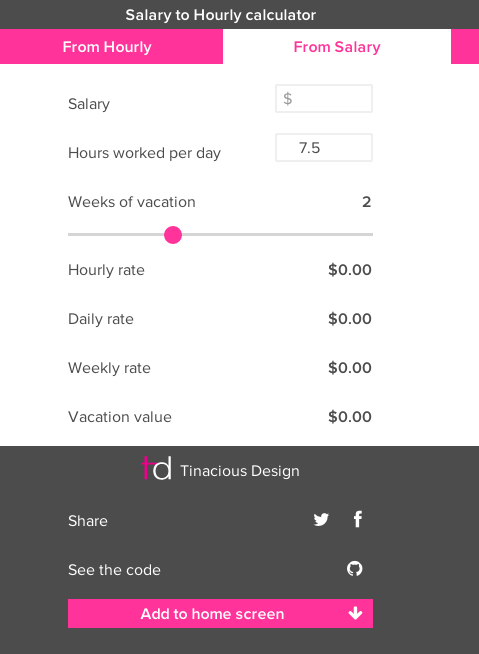 Salary to Hourly calculator
From Hourly From Salary
Salary $
Hours worked per day 7.5
Weeks of vacation 2
Hourly rate $0.00
Daily rate $0.00
Weekly rate $0.00
Vacation value $0.00
td Tinacious Design
Share
See the code
Add to home screen